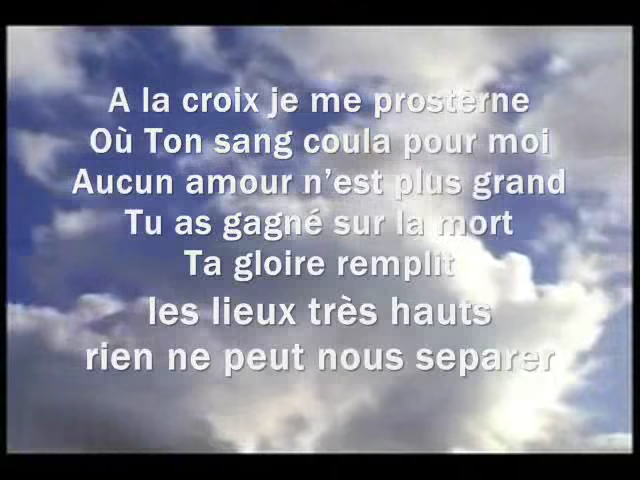 A la croix je me prosterne
Où Ton sang coula pour moi
Aucun amour n'est plus grand
Tu as gagné sur la mort
Ta gloire remplit
les lieux très hauts
rien ne peut nous separer